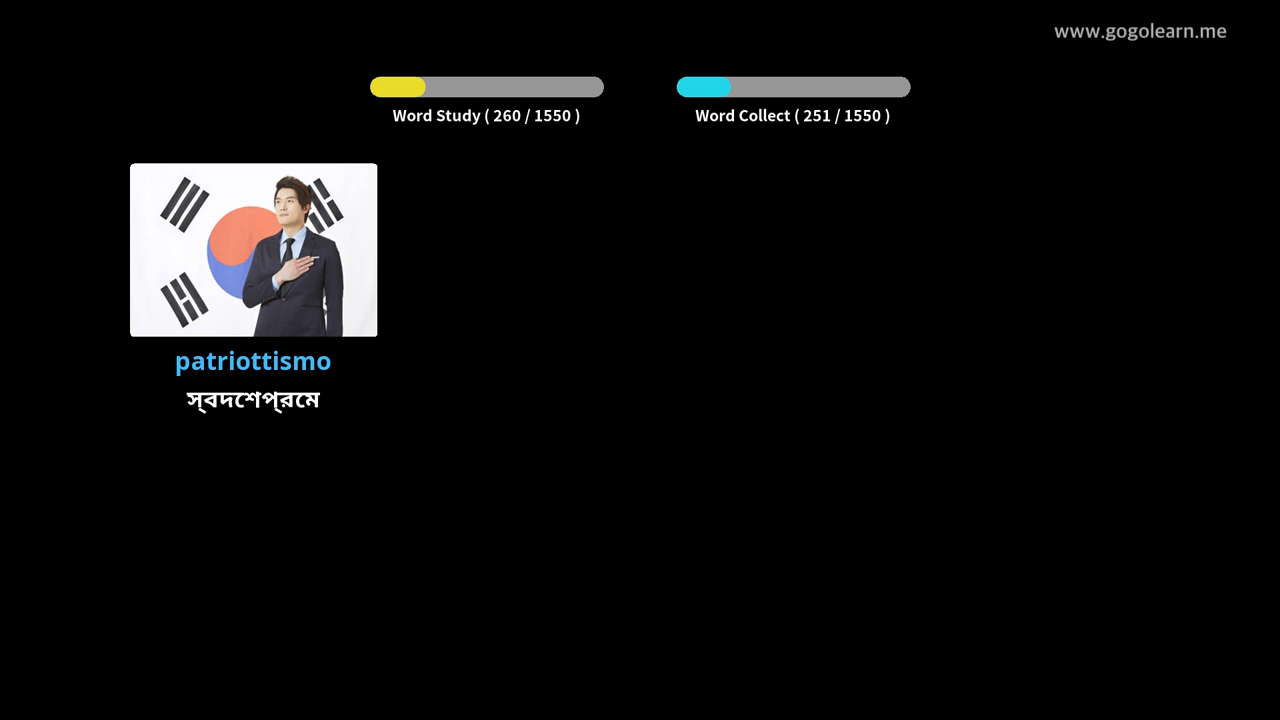 www.gogolearn.me
Word Study ( 260 / 1550 )
Word Collect ( 251 / 1550 )
patriottismo
স্বদেশপ্রেম